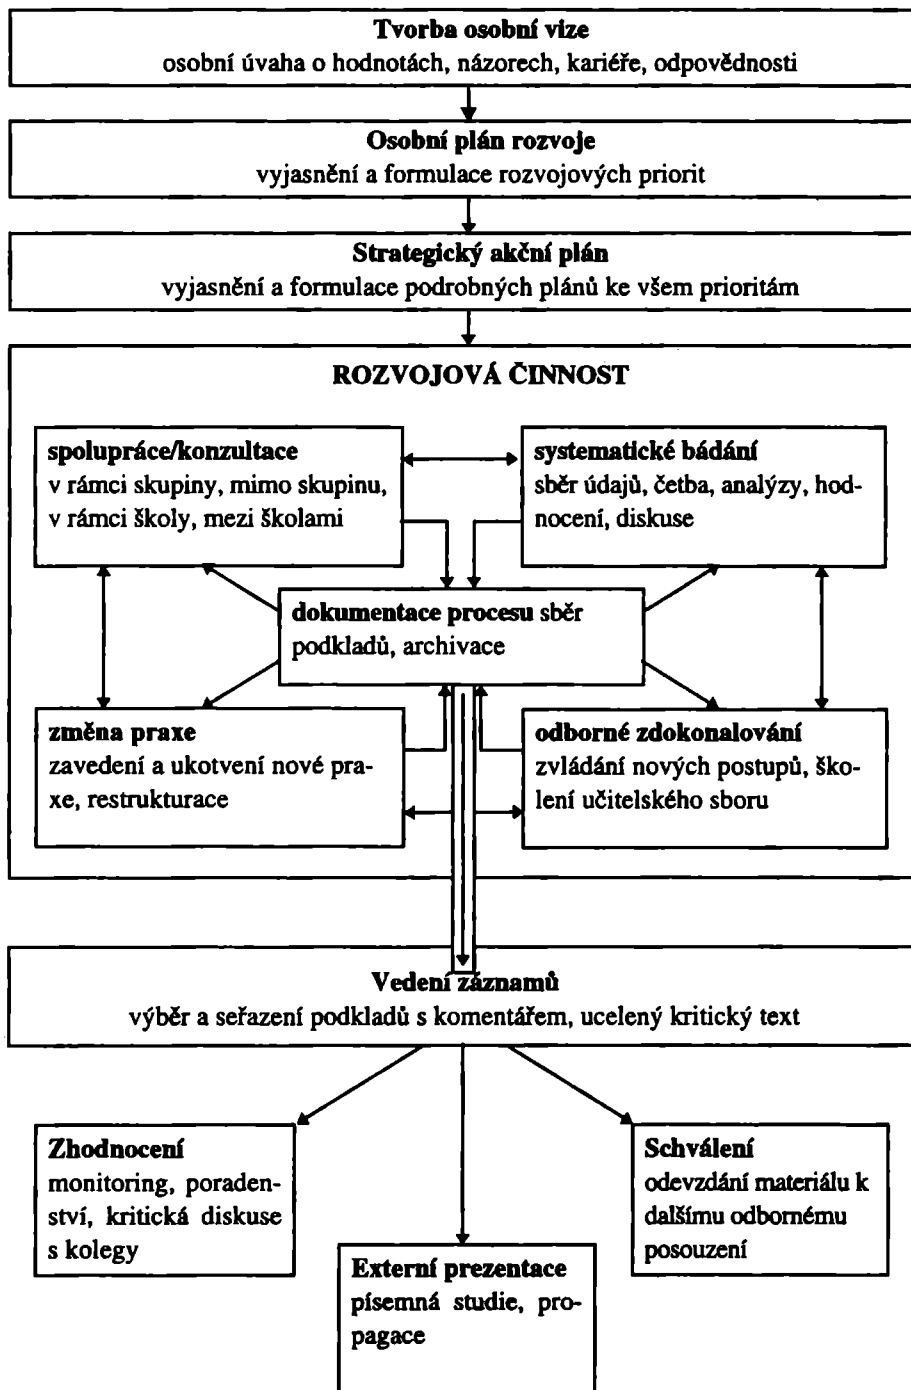 Tvorba osobní vize
osobní úvaha o hodnotách, názorech, kariéře, odpovědnosti
Osobní plán rozvoje
vyjasnění a formulace rozvojových priorit
Strategický akční plán
vyjasnění a formulace podrobných plánů ke všem prioritám
ROZVOJOVÁ ČINNOST
spolupráce/konzultace
v rámci skupiny, mimo skupinu,
v rámci školy, mezi školami
systematické bádání
sběr údajů, četba, analýzy, hod-
nocení, diskuse
dokumentace procesu sběr
podkladů, archivace
změna praxe
zavedení a ukotvení nové pra-
xe, restrukturace
odborné zdokonalování
zvládání nových postupů, ško-
lení učitelského sboru
Vedení záznamů
výběr a seřazení podkladů s komentářem, ucelený kritický text
Zhodnocení
monitoring, poraden-
ství, kritická diskuse
s kolegy
Externí prezentace
písemná studie, pro-
pagace
Schválení
odevzdání materiálu k
dalšímu odbornému
posouzení